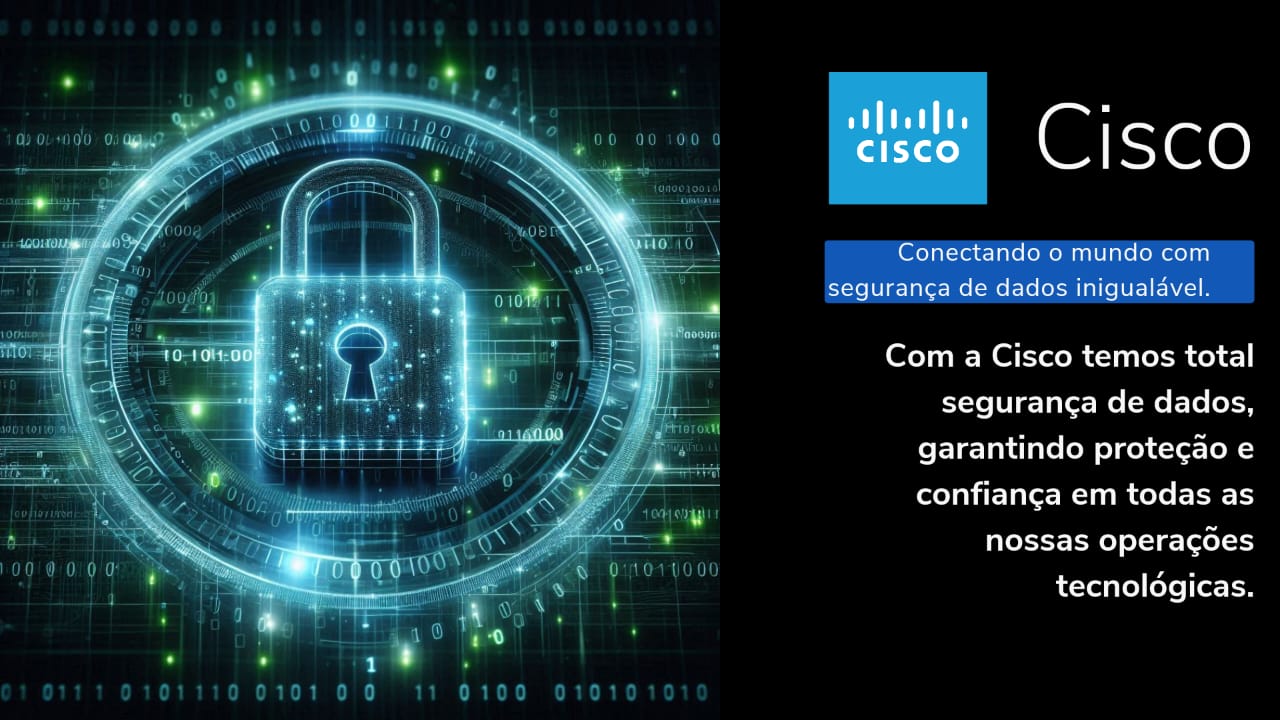 CISCO
Cisco
Conectando o mundo com
segurança de dados inigualável.
Com a Cisco temos total
segurança de dados,
garantindo proteção e
confiança em todas as
nossas operações
tecnológicas.